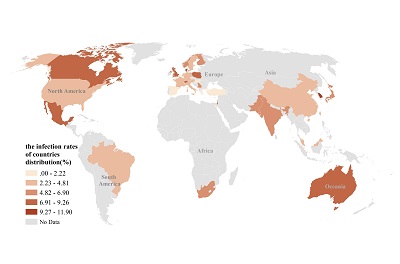 Europe
Asia
North America
Africa
South
America
Oceania
the infection rates
of countries
distribution(%)
.00 - 2.22
2.23 - 4.81
4.82 - 6.90
6.91 - 9.26
9.27 - 11.90
No Data